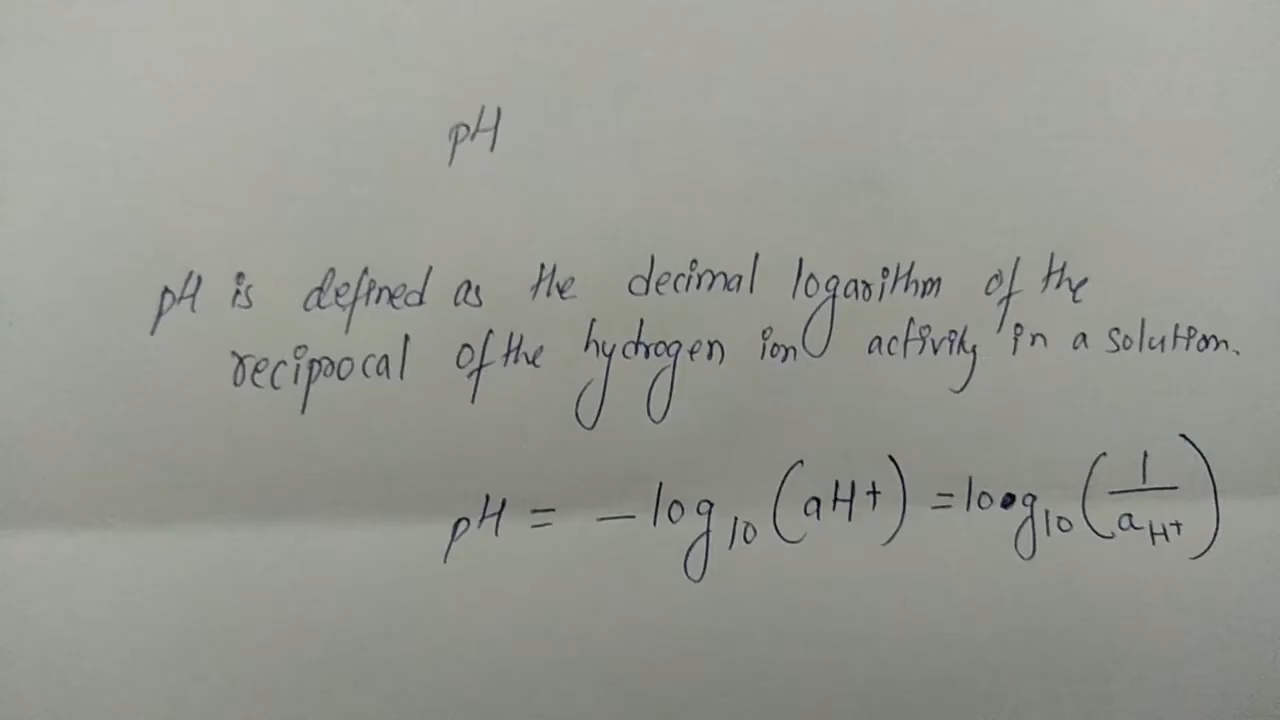 pH
pH is defined as the decimal logarithm of the
reciprocal of the hydrogen ion activity in a solution.
pH = -log₁₀ (aH+) = log₁₀ (1/a_H+)